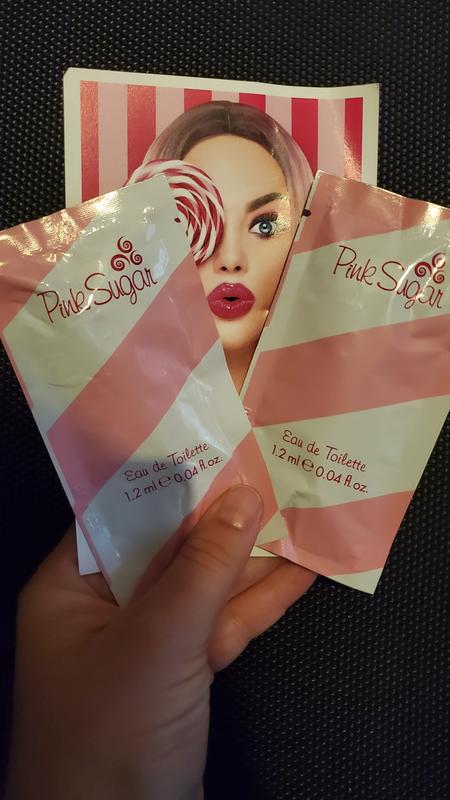 Pink Sugar
Eau de Toilette
1.2 ml ℮ 0.04 fl.oz.
Pink Sugar
Eau de Toilette
1.2 ml ℮ 0.04 fl.oz.